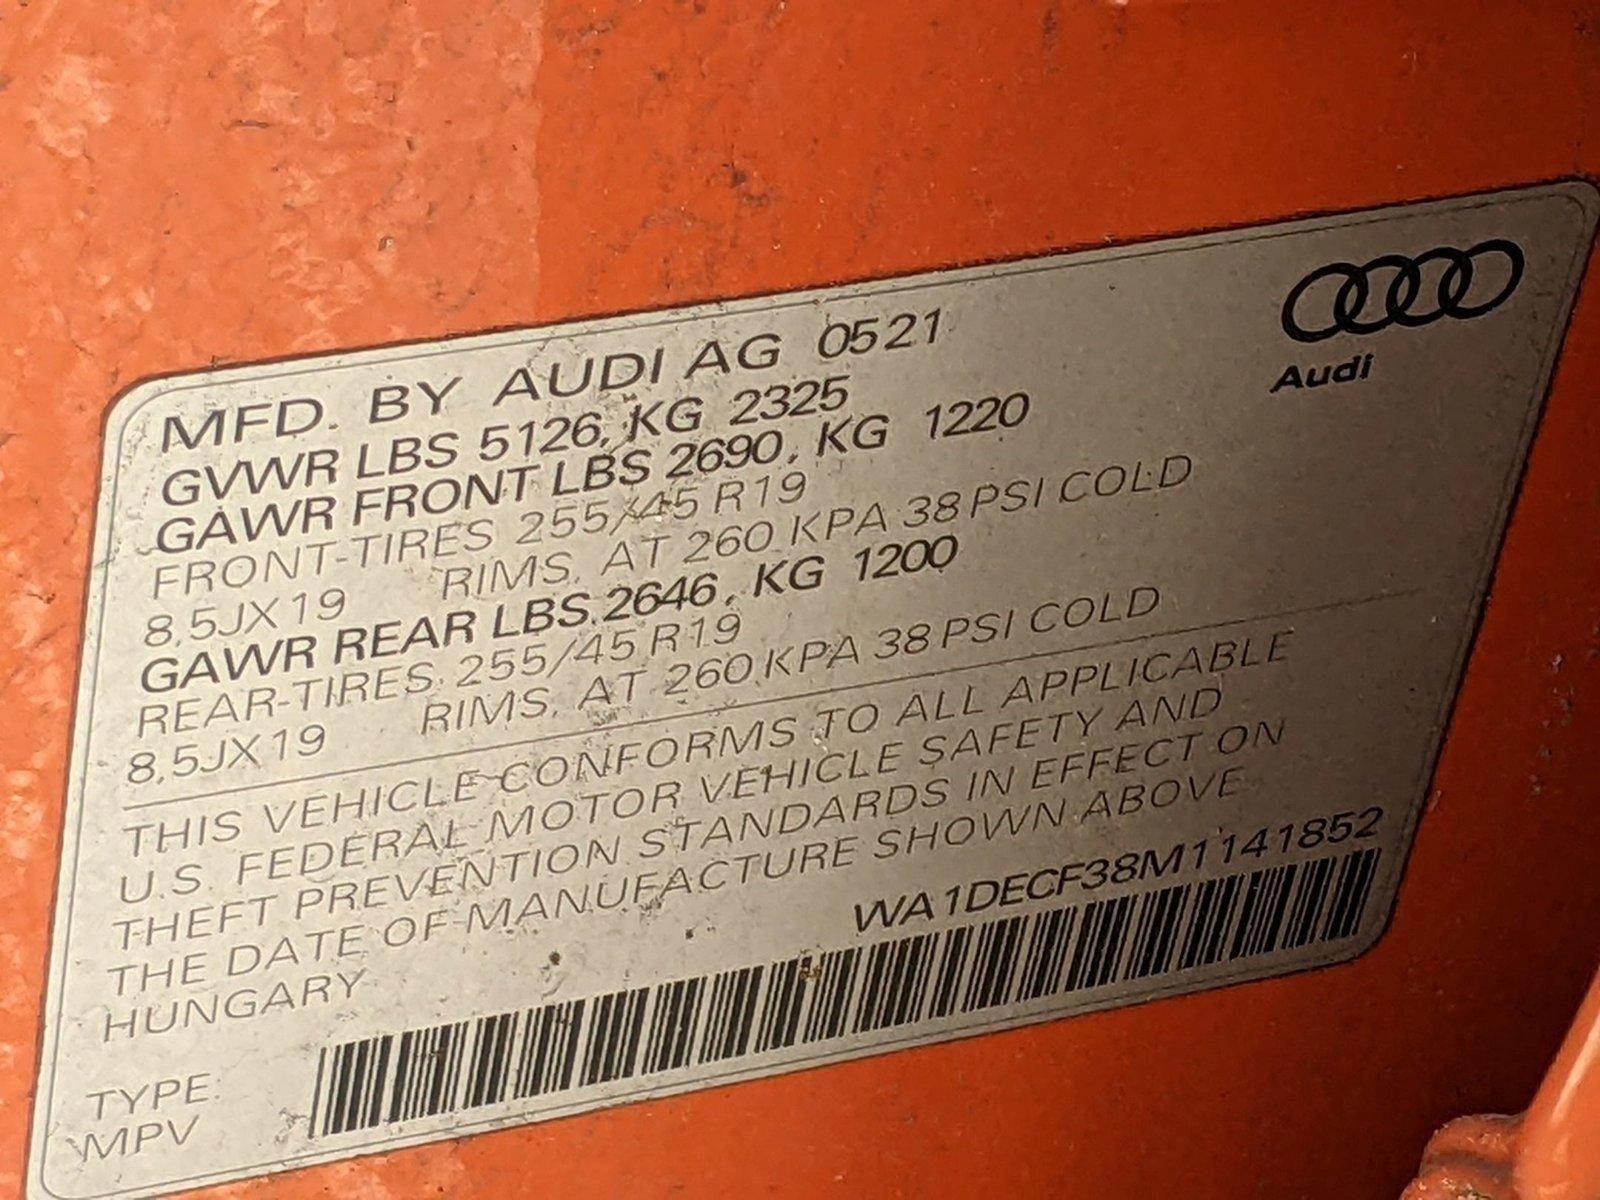 Audi
MFD. BY AUDI AG 0521
GVWR LBS 5126, KG 2325
GAWR FRONT LBS 2690, KG 1220
FRONT-TIRES 255/45 R19
8,5JX19 RIMS, AT 260 KPA 38 PSI COLD
GAWR REAR LBS 2646, KG 1200
REAR-TIRES 255/45 R19
8,5JX19 RIMS, AT 260 KPA 38 PSI COLD
THIS VEHICLE CONFORMS TO ALL APPLICABLE
U.S. FEDERAL MOTOR VEHICLE SAFETY AND
THEFT PREVENTION STANDARDS IN EFFECT ON
THE DATE OF MANUFACTURE SHOWN ABOVE
HUNGARY
WA1DECF38M1141852
TYPE:
MPV